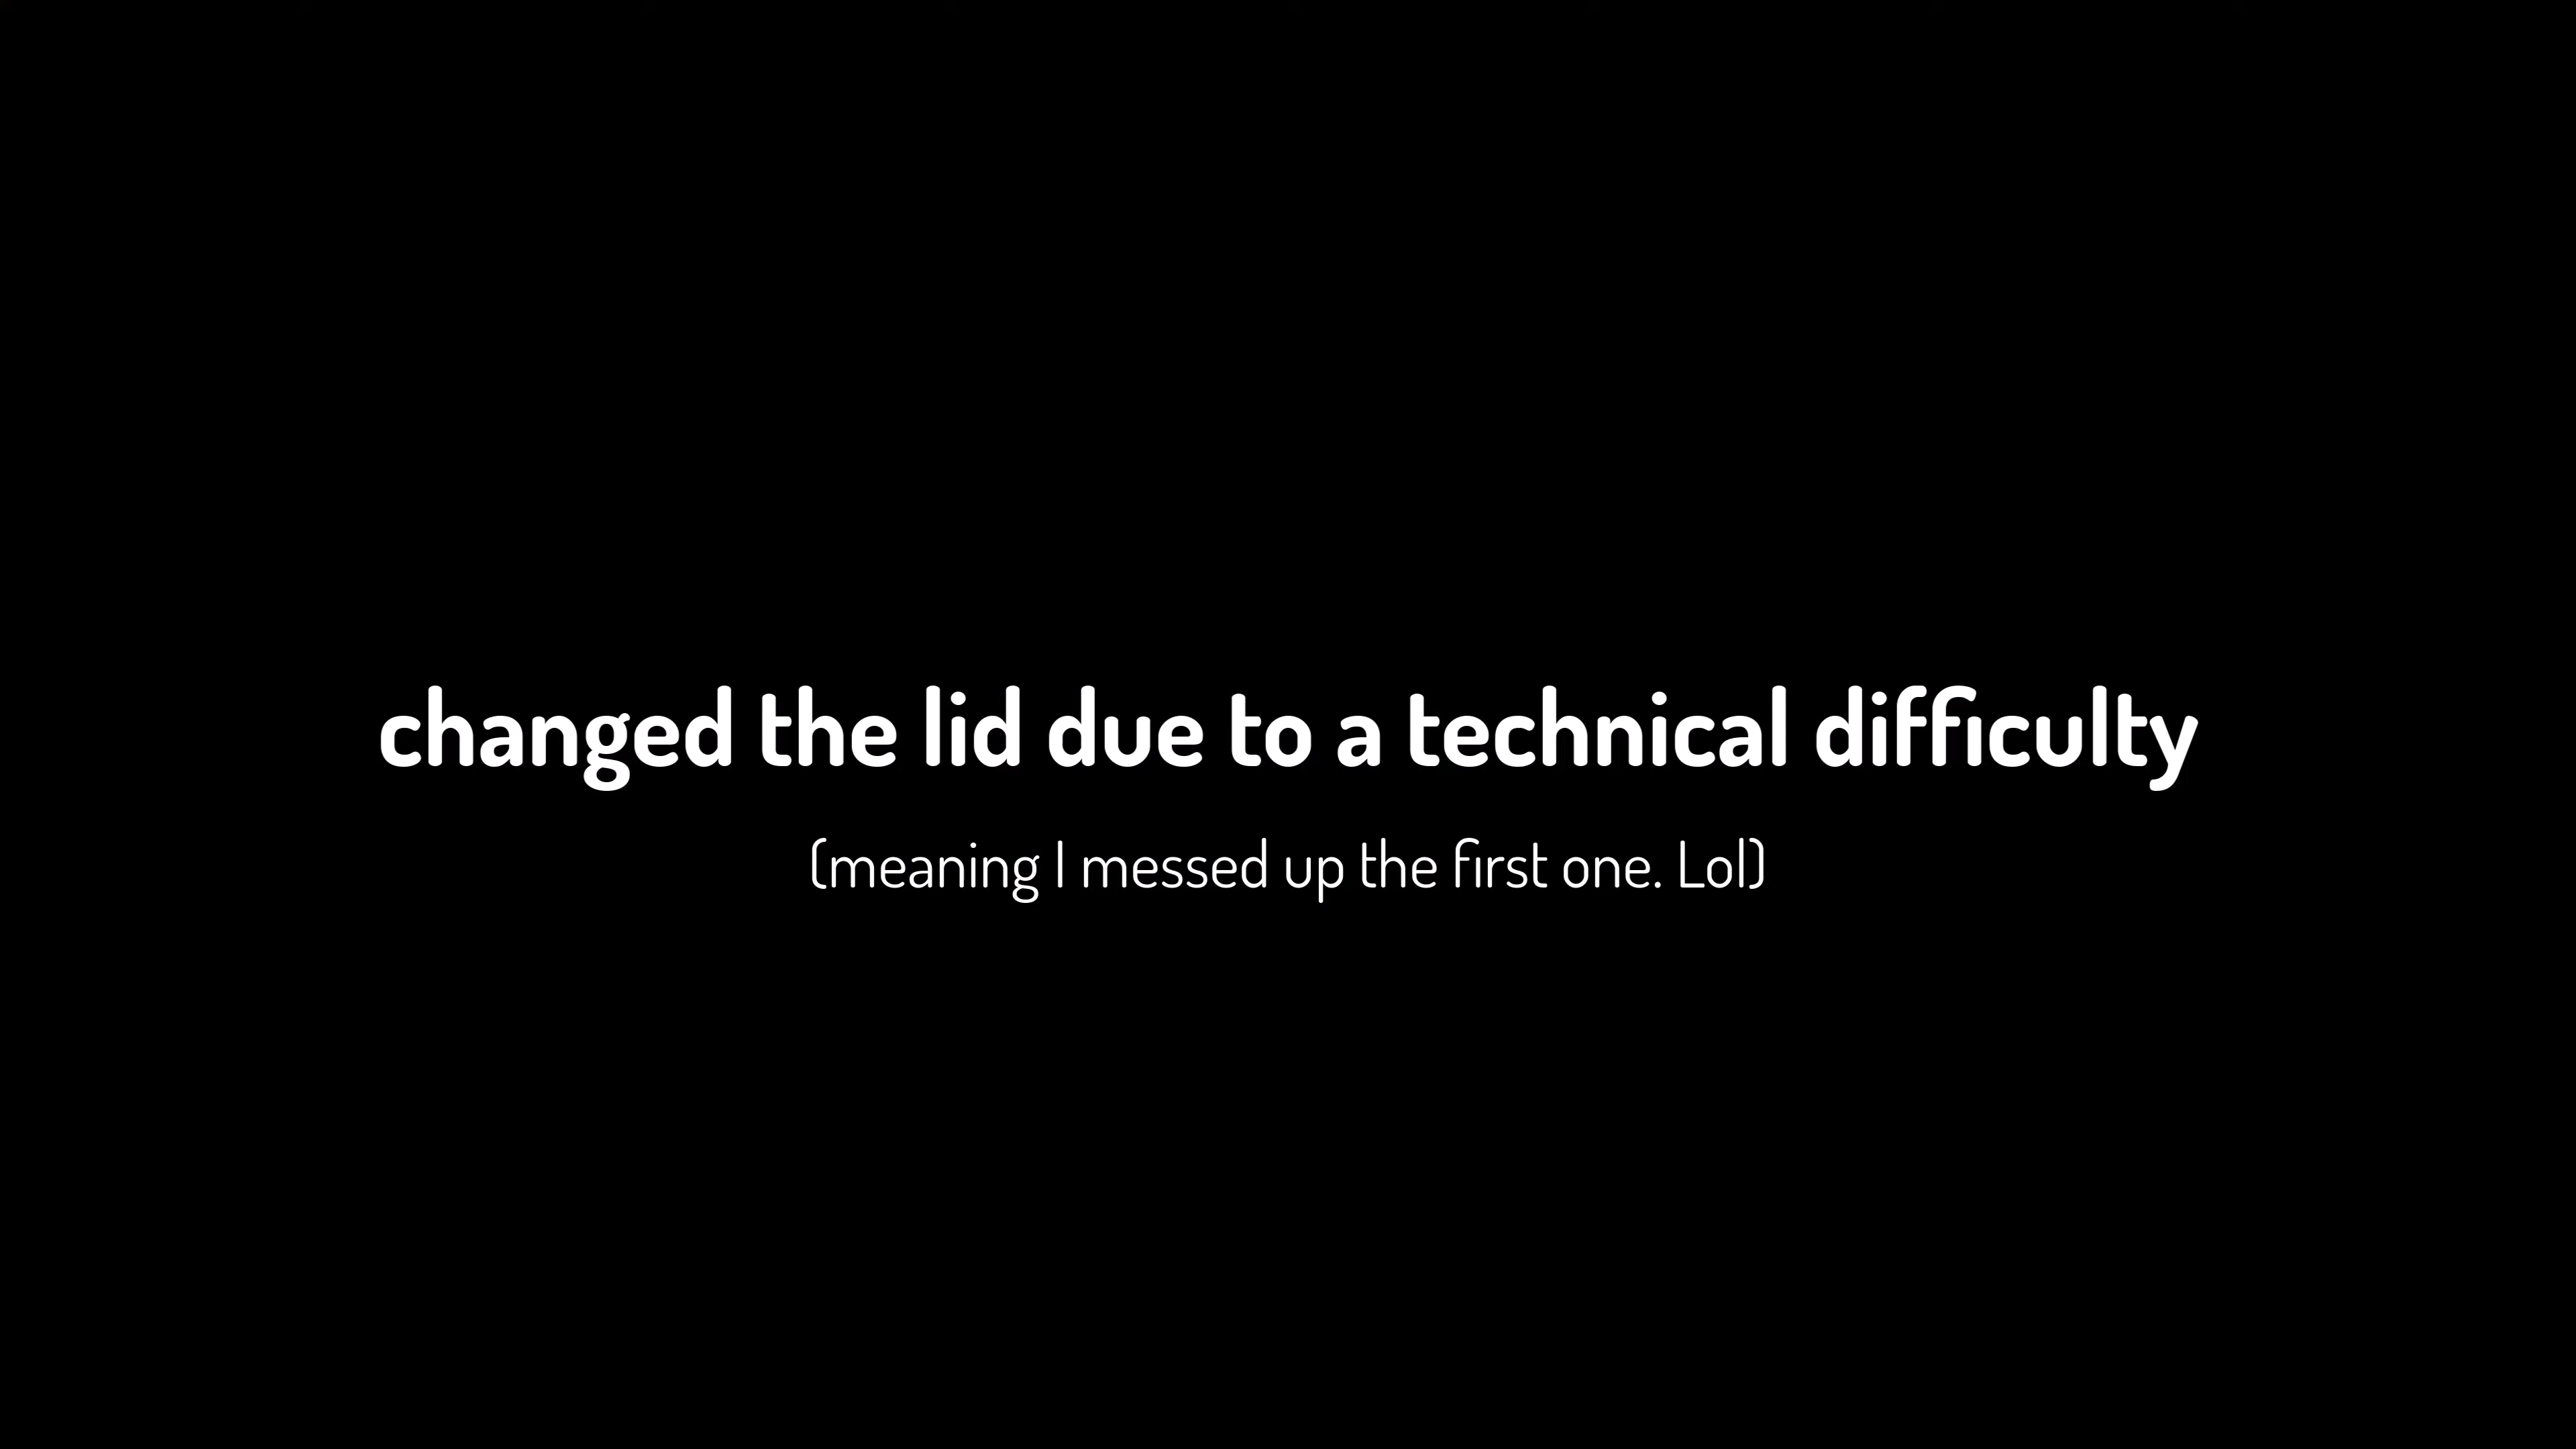 changed the lid due to a technical difficulty
(meaning I messed up the first one. Lol)